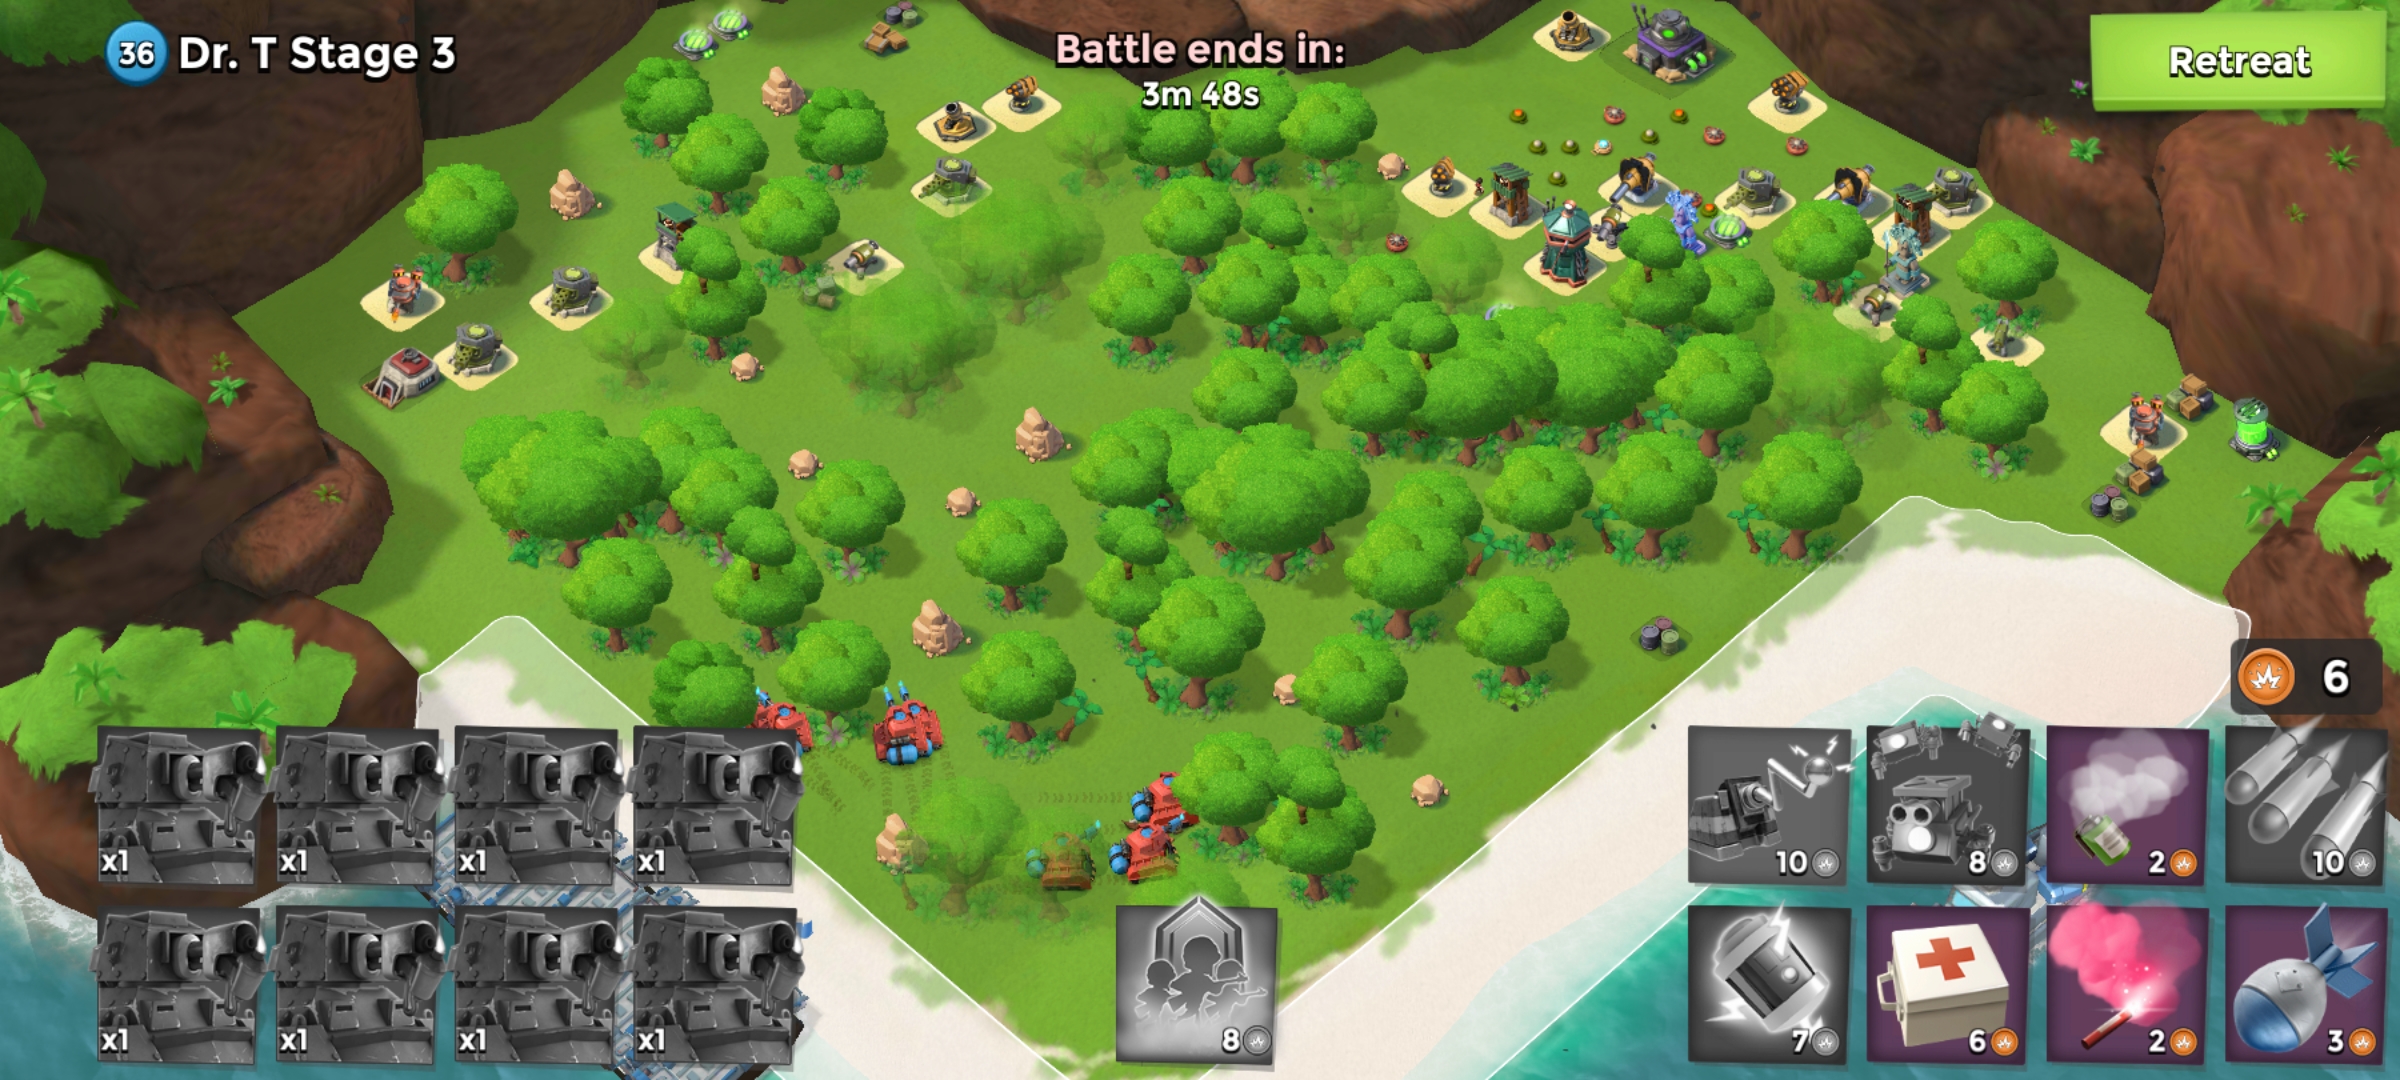 36 Dr. T Stage 3
Battle ends in:
3m 48s
Retreat
6
x1 x1 x1 x1
10 8 2 10
x1 x1 x1 x1
8
7 6 2 3